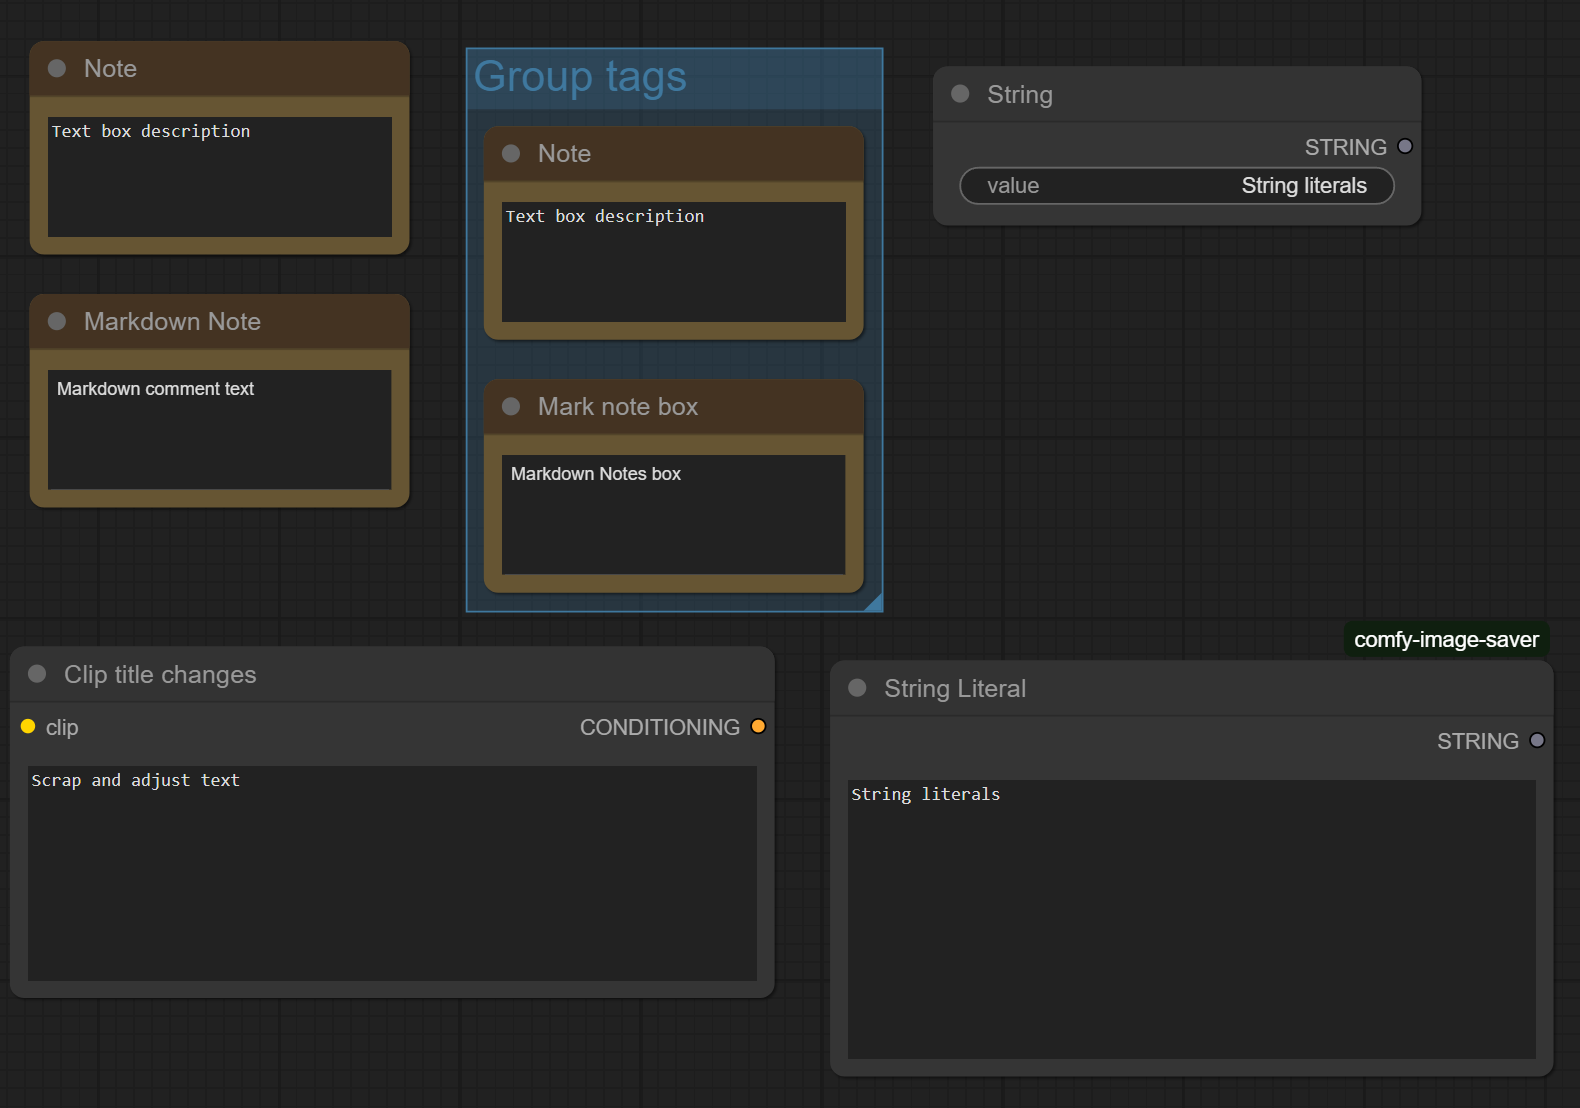 Note
Text box description
Markdown Note
Markdown comment text
Group tags
Note
Text box description
Mark note box
Markdown Notes box
String
STRING
value String literals
Clip title changes
clip CONDITIONING
Scrap and adjust text
comfy-image-saver
String Literal
STRING
String literals